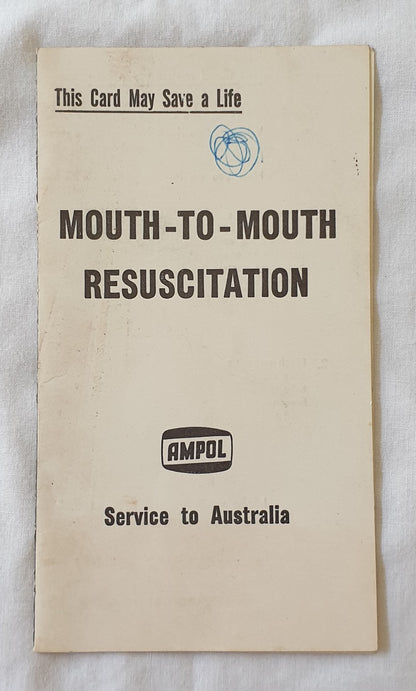 This Card May Save a Life
MOUTH-TO-MOUTH
RESUSCITATION
AMPOL
Service to Australia